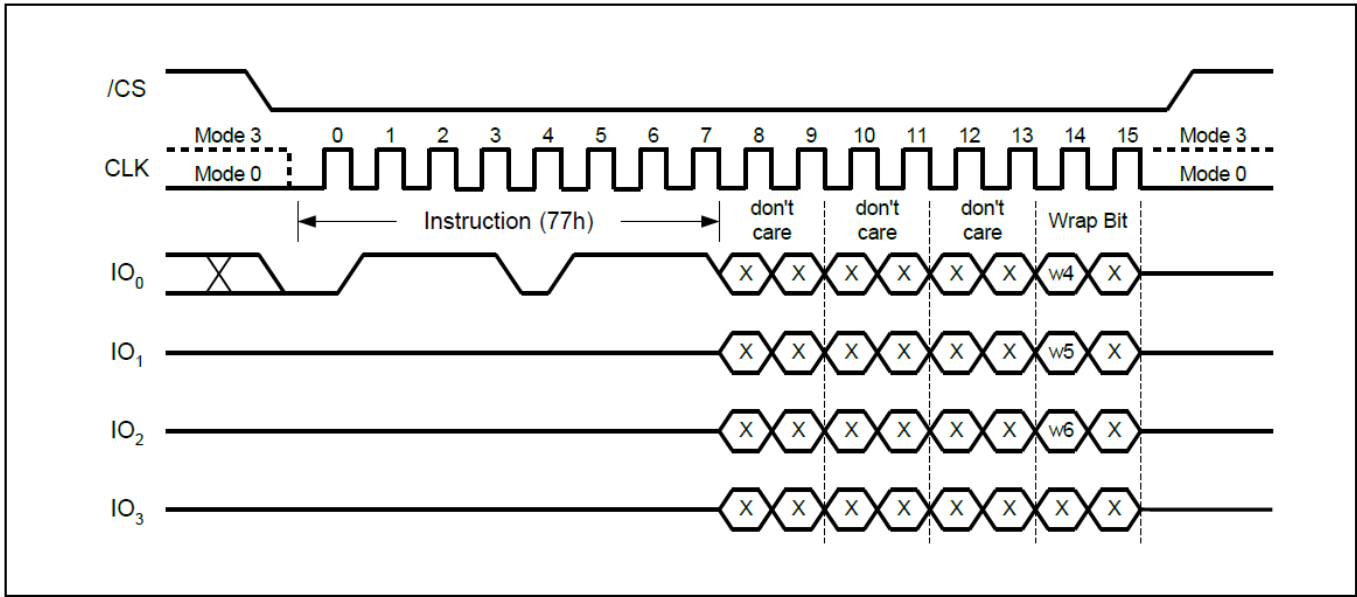 /CS
Mode 3 0 1 2 3 4 5 6 7 8 9 10 11 12 13 14 15 Mode 3
CLK
Mode 0 Mode 0
Instruction (77h) don't care don't care don't care Wrap Bit
IO0 X X X X X X w4 X
IO1 X X X X X X w5 X
IO2 X X X X X X w6 X
IO3 X X X X X X X X